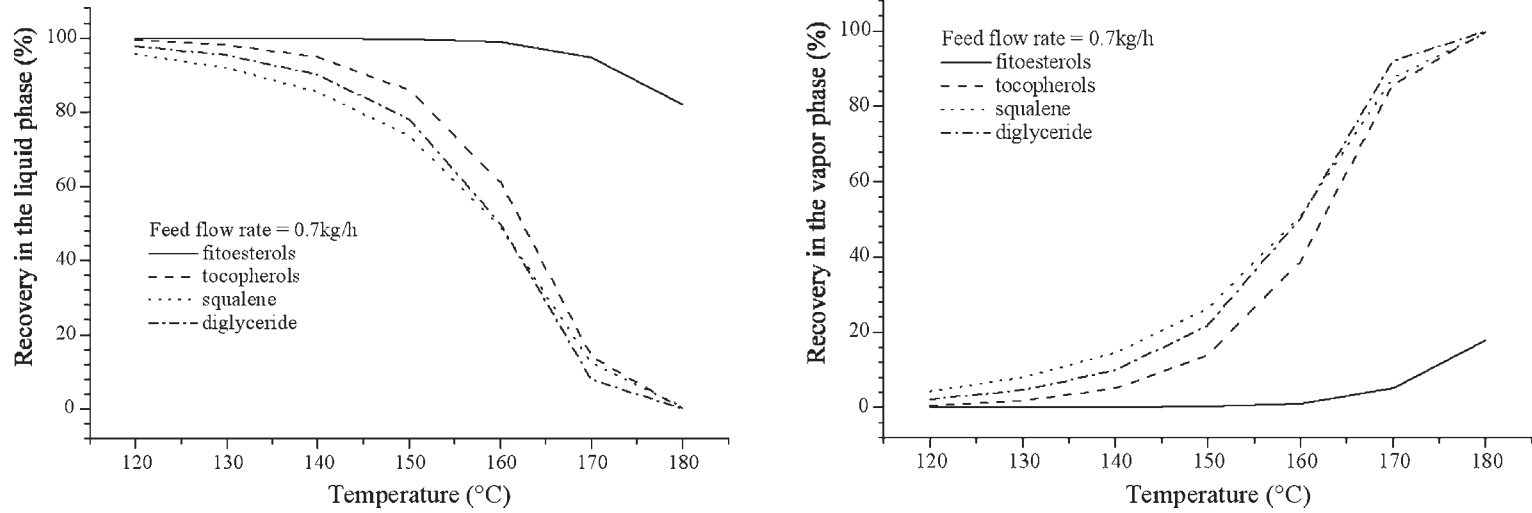 Recovery in the liquid phase (%)
100
80
60
40
20
0
Feed flow rate = 0.7kg/h
fitoesterols
tocopherols
squalene
diglyceride
120 130 140 150 160 170 180
Temperature (°C)
Recovery in the vapor phase (%)
100
80
60
40
20
0
Feed flow rate = 0.7kg/h
fitoesterols
tocopherols
squalene
diglyceride
120 130 140 150 160 170 180
Temperature (°C)